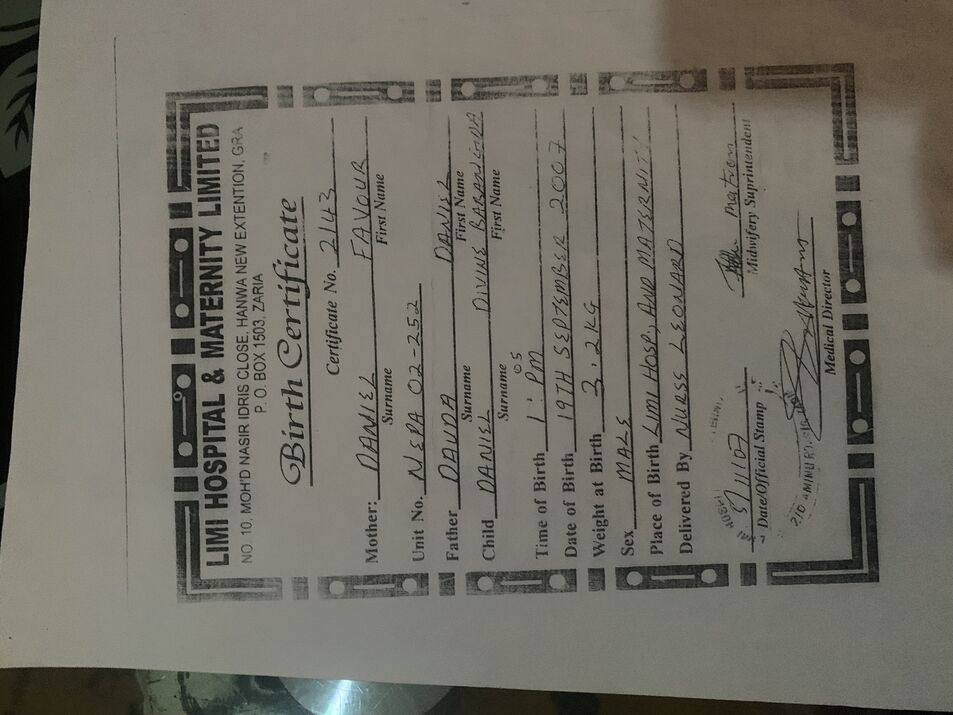 LIMI HOSPITAL & MATERNITY LIMITED
NO 10, MOH'D NASIR IDRIS CLOSE, HANWA NEW EXTENTION, GRA
P. O. BOX 1503, ZARIA
Birth Certificate
Certificate No. 2143
Mother: DANIEL FAVOUR
Surname First Name
Unit No. NEPA 02-252
Father DAUDA DANIEL
Surname First Name
Child DANIEL DIVINE
Surname First Name
Time of Birth 1:05 Pm
Date of Birth 19TH SEPTEMBER 2007
Weight at Birth 3.2KG
Sex MALE
Place of Birth LIMI HOSP, AND MATERNITY
Delivered By NURSE LEONARD
Matron
Date/Official Stamp Midwifery Suprintendent
Medical Director